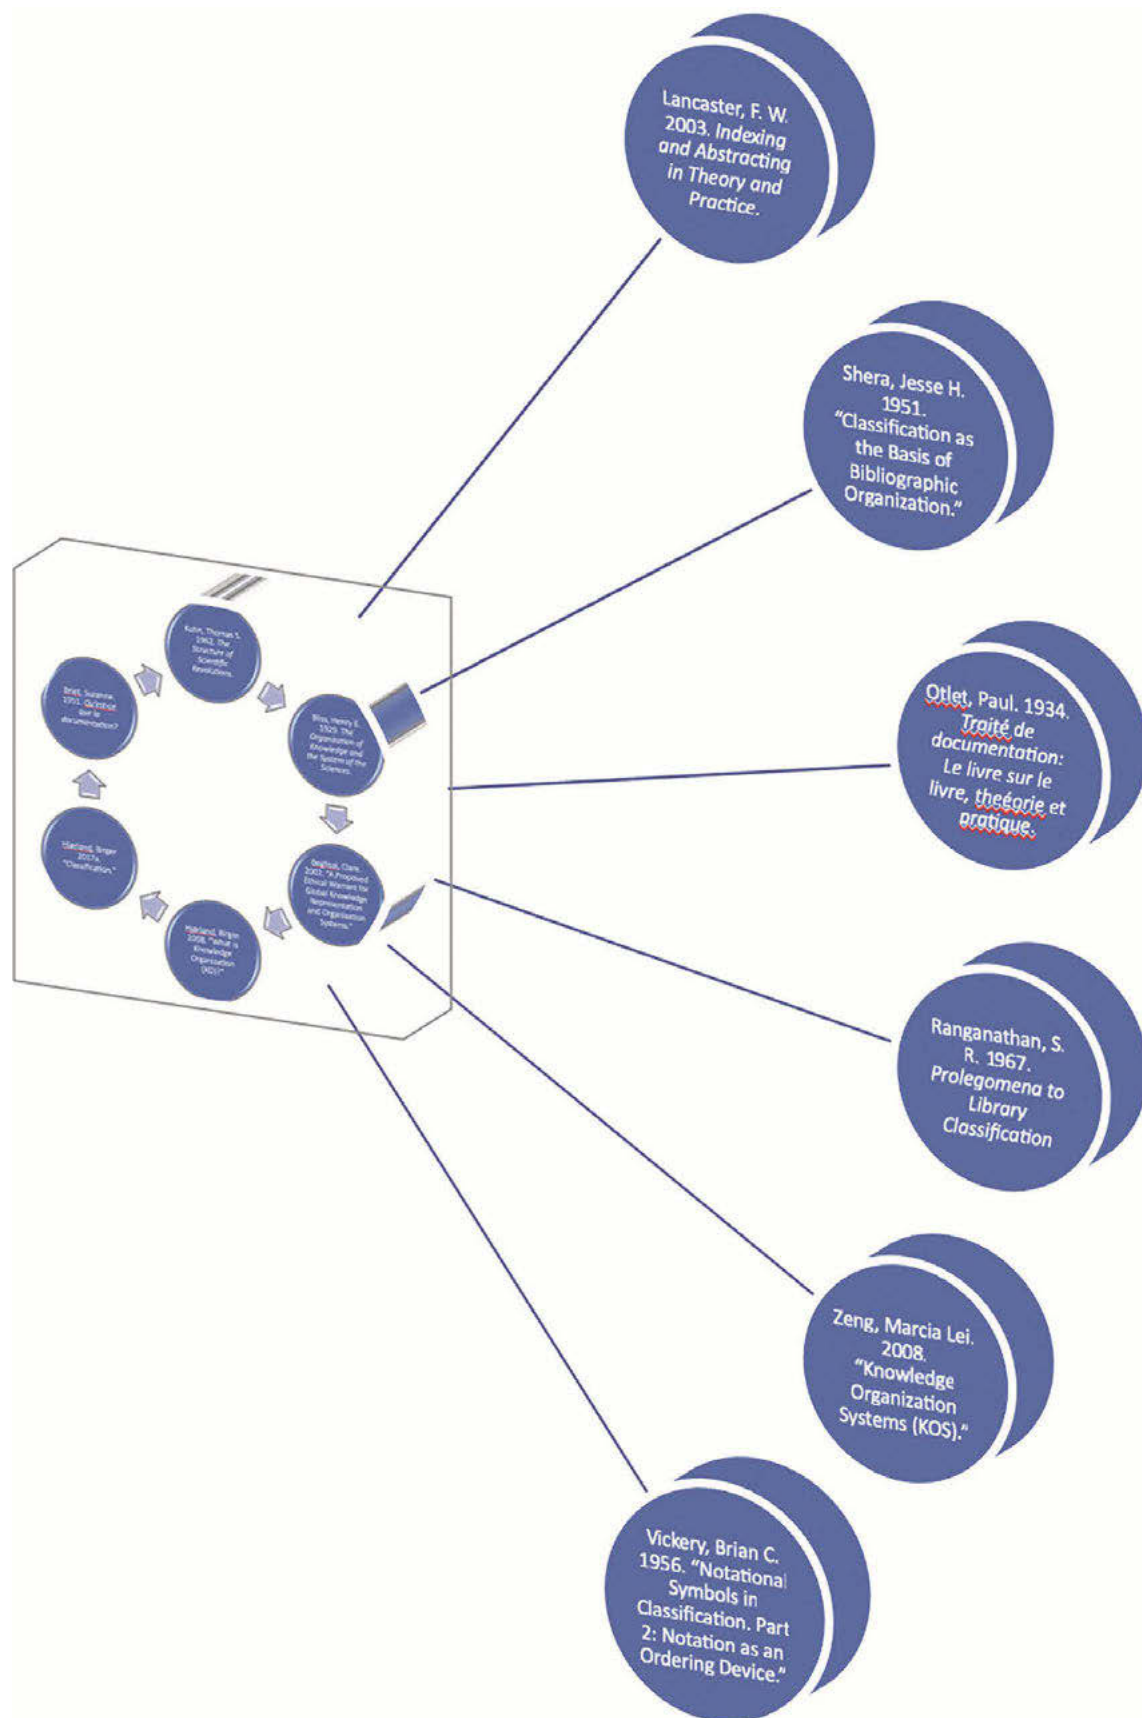 Lancaster, F. W.
2003. Indexing
and Abstracting
in Theory and
Practice.
Shera, Jesse H.
1951.
“Classification as
the Basis of
Bibliographic
Organization.”
Otlet, Paul. 1934.
Traité de
documentation:
Le livre sur le
livre, theéorie et
pratique.
Ranganathan, S.
R. 1967.
Prolegomena to
Library
Classification
Zeng, Marcia Lei.
2008.
“Knowledge
Organization
Systems (KOS).”
Vickery, Brian C.
1956. “Notational
Symbols in
Classification. Part
2: Notation as an
Ordering Device.”
Kuhn, Thomas S.
1962. The
Structure of
Scientific
Revolutions.
Bliss, Henry E.
1929. The
Organization of
Knowledge and
the System of the
Sciences.
Beghtol, Clare.
2002. “A Proposed
Ethical Warrant for
Global Knowledge
Representation
and Organization
Systems.”
Hjørland, Birger
2008. “What is
Knowledge
Organization
(KO)?”
Hjørland, Birger
2017a.
“Classification.”
Briet, Suzanne.
1951.
que la
documentation?